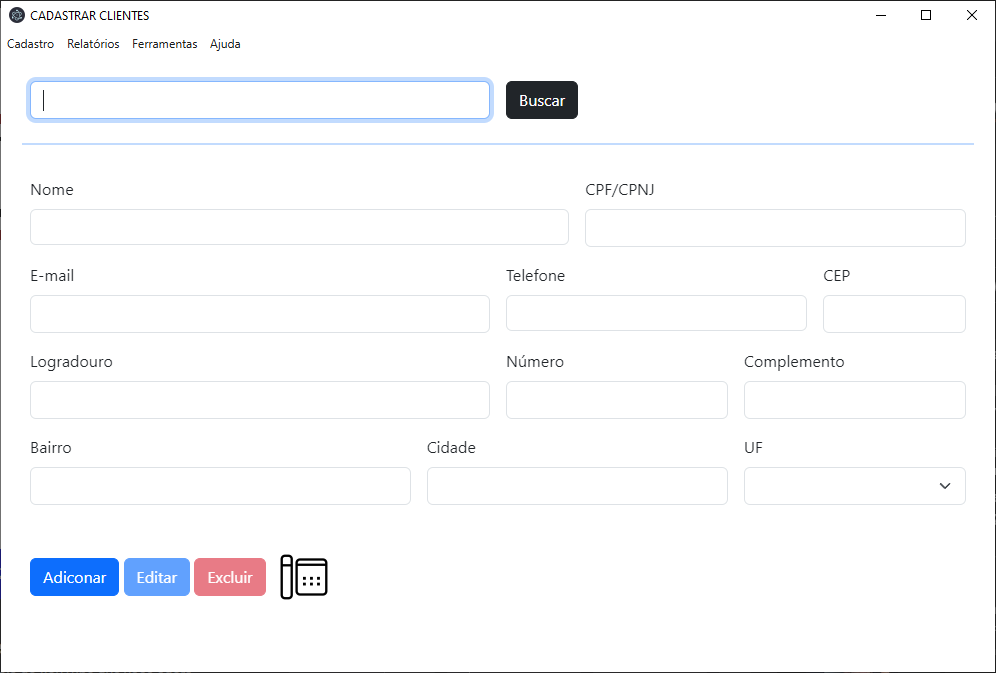 CADASTRAR CLIENTES
Cadastro Relatórios Ferramentas Ajuda
Buscar
Nome CPF/CPNJ
E-mail Telefone CEP
Logradouro Número Complemento
Bairro Cidade UF
Adiconar Editar Excluir